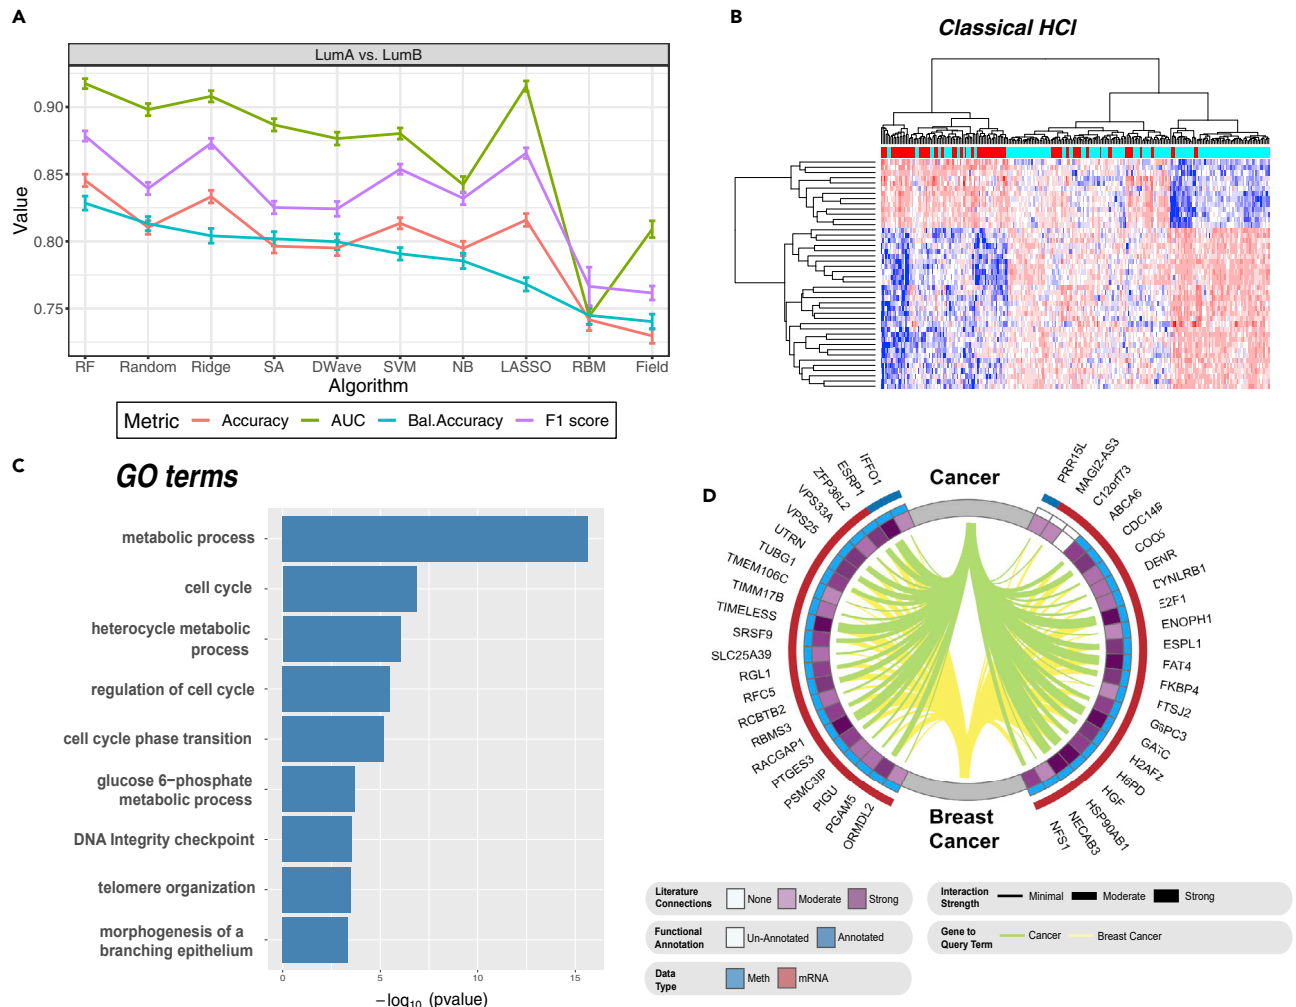 A
LumA vs. LumB
0.90
0.85
0.80
0.75
Value
RF Random Ridge SA DWave SVM NB LASSO RBM Field
Algorithm
Metric Accuracy AUC Bal.Accuracy F1 score
B
Classical HCl
C
GO terms
metabolic process
cell cycle
heterocycle metabolic
process
regulation of cell cycle
cell cycle phase transition
glucose 6−phosphate
metabolic process
DNA Integrity checkpoint
telomere organization
morphogenesis of a
branching epithelium
0 5 10 15
−log10 (pvalue)
D
Cancer
IFFO1
ESRP1
ZFP36L2
VPS33A
VPS25
UTRN
TUBG1
TMEM106C
TIMM17B
TIMELESS
SRSF9
SLC25A39
RGL1
RFC5
RCBTB2
RBMS3
RACGAP1
PTGES3
PSMC3IP
PIGU
PGAM5
ORMDL2
PRR15L
MAGI2-AS3
C12orf73
ABCA6
CDC14B
COQ5
DENR
DYNLRB1
E2F1
ENOPH1
ESPL1
FAT4
FKBP4
FTSJ2
G6PC3
GATC
H2AFZ
H6PD
HGF
HSP90AB1
NECAB3
NFS1
Breast
Cancer
Literature
Connections
None Moderate Strong
Functional
Annotation
Un-Annotated Annotated
Data
Type
Meth mRNA
Interaction
Strength
Minimal Moderate Strong
Gene to
Query Term
Cancer Breast Cancer